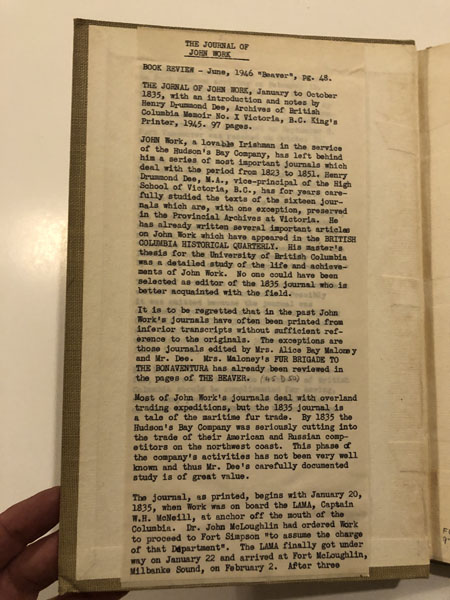 THE JOURNAL OF
JOHN WORK
BOOK REVIEW - June, 1946 "Beaver", pg. 48.
THE JORNAL OF JOHN WORK, January to October
1835, with an introduction and notes by
Henry Drummond Dee, Archives of British
Columbia Memoir No. X Victoria, B.C. King's
Printer, 1945. 97 pages.
JOHN Work, a lovable Irishman in the service
of the Hudson's Bay Company, has left behind
him a series of most important journals which
deal with the period from 1823 to 1851. Henry
Drummond Dee, M.A., vice-principal of the High
School of Victoria, B.C., has for years care-
fully studied the texts of the sixteen jour-
nals which are, with one exception, preserved
in the Provincial Archives at Victoria. He
has already written several important articles
on John Work which have appeared in the BRITISH
COLUMBIA HISTORICAL QUARTERLY. His master's
thesis for the University of British Columbia
was a detailed study of the life and achieve-
ments of John Work. No one could have been
selected as editor of the 1835 journal who is
better acquainted with the field.
It is to be regretted that in the past John
Work's journals have often been printed from
inferior transcripts without sufficient ref-
erence to the originals. The exceptions are
those journals edited by Mrs. Alice Bay Malomey
and Mr. Dee. Mrs. Maloney's FUR BRIGADE TO
THE BONAVENTURA has already been reviewed in
the pages of THE BEAVER.
Most of John Work's journals deal with overland
trading expeditions, but the 1835 journal is
a tale of the maritime fur trade. By 1835 the
Hudson's Bay Company was seriously cutting into
the trade of their American and Russian comp-
etitors on the northwest coast. This phase of
the company's activities has not been very well
known and thus Mr. Dee's carefully documented
study is of great value.
The journal, as printed, begins with January 20,
1835, when Work was on board the LAMA, Captain
W.H. McNeill, at anchor off the mouth of the
Columbia. Dr. John McLoughlin had ordered Work
to proceed to Fort Simpson "to assume the charge
of that Department". The LAMA finally got under
way on January 22 and arrived at Fort McLoughlin,
Milbanke Sound, on February 2. After three